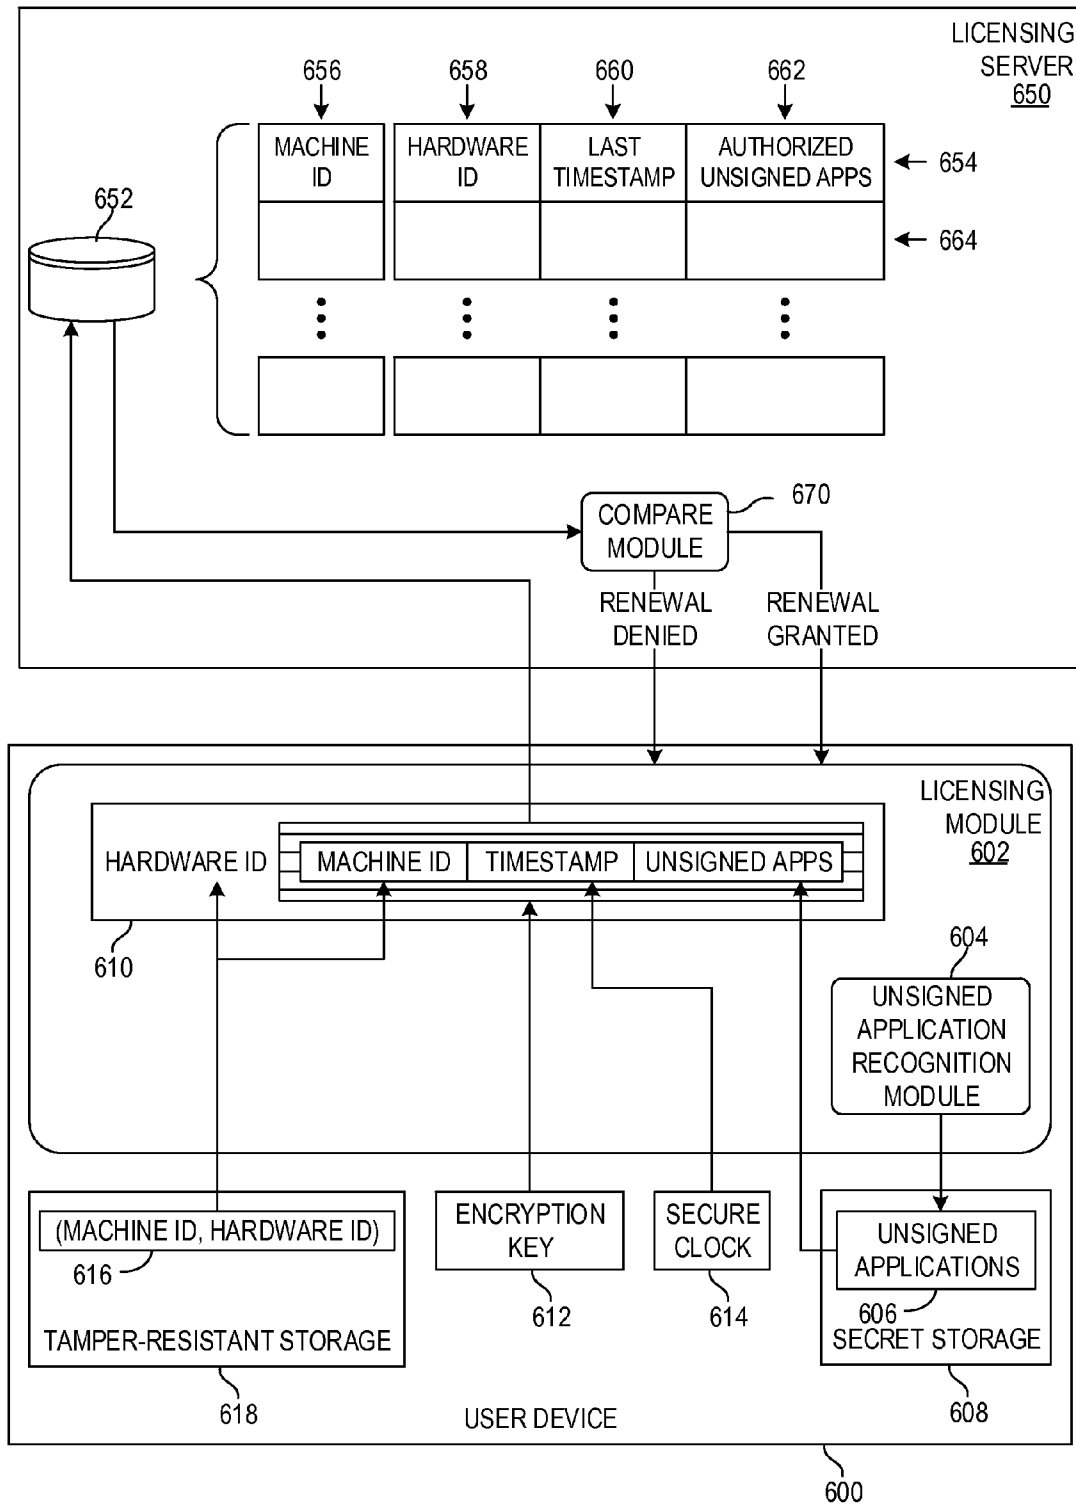 LICENSING
SERVER
650
656
658
660
662
MACHINE
ID
HARDWARE
ID
LAST
TIMESTAMP
AUTHORIZED
UNSIGNED APPS
654
652
664
670
COMPARE
MODULE
RENEWAL
DENIED
RENEWAL
GRANTED
LICENSING
MODULE
602
HARDWARE ID
MACHINE ID
TIMESTAMP
UNSIGNED APPS
610
604
UNSIGNED
APPLICATION
RECOGNITION
MODULE
(MACHINE ID, HARDWARE ID)
616
TAMPER-RESISTANT STORAGE
618
ENCRYPTION
KEY
612
SECURE
CLOCK
614
UNSIGNED
APPLICATIONS
606
SECRET STORAGE
608
USER DEVICE
600